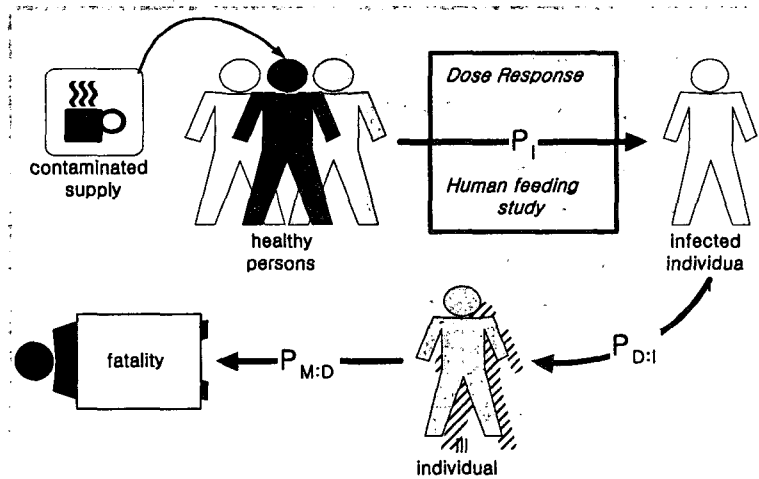 Dose Response
P_I
Human feeding
study
contaminated
supply
healthy
persons
infected
individua
fatality
P_M:D
P_D:I
Ill
individual